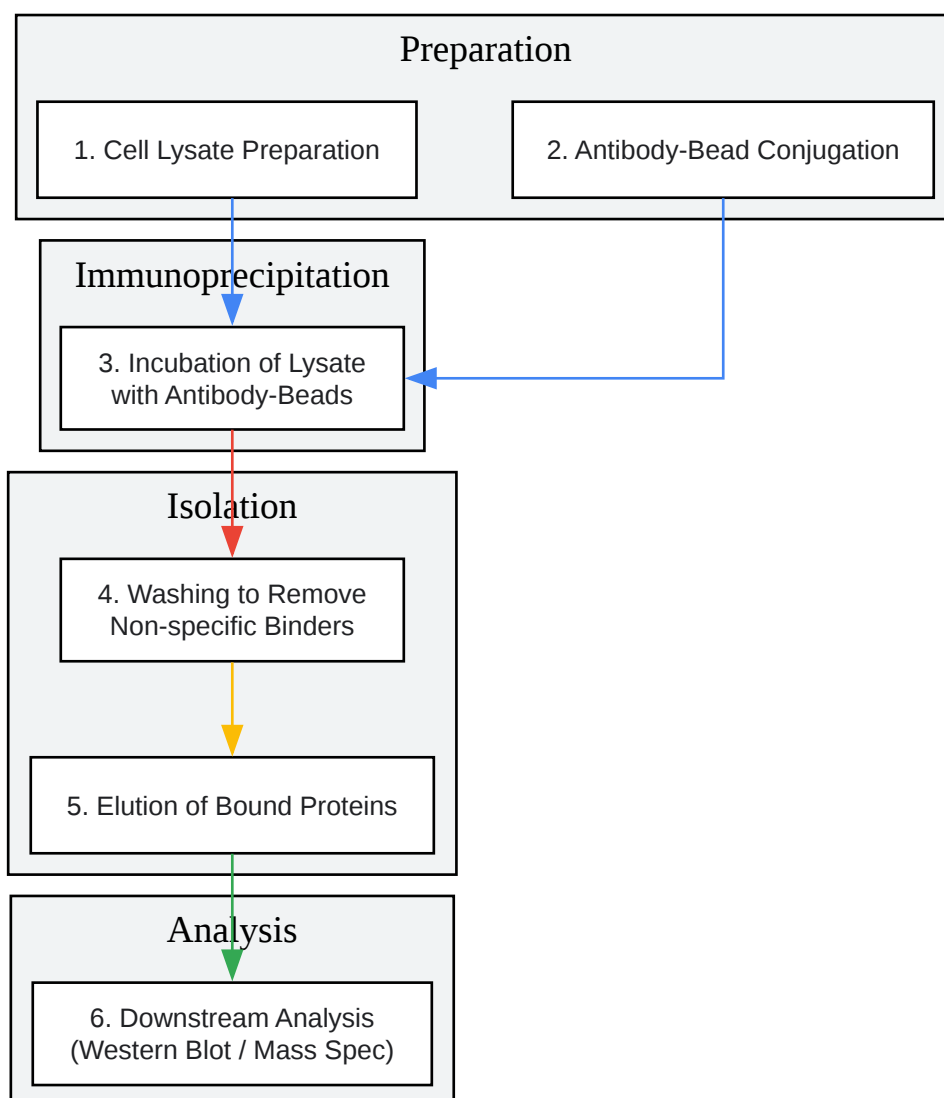 Preparation
1. Cell Lysate Preparation
2. Antibody-Bead Conjugation
Immunoprecipitation
3. Incubation of Lysate
with Antibody-Beads
Isolation
4. Washing to Remove
Non-specific Binders
5. Elution of Bound Proteins
Analysis
6. Downstream Analysis
(Western Blot / Mass Spec)